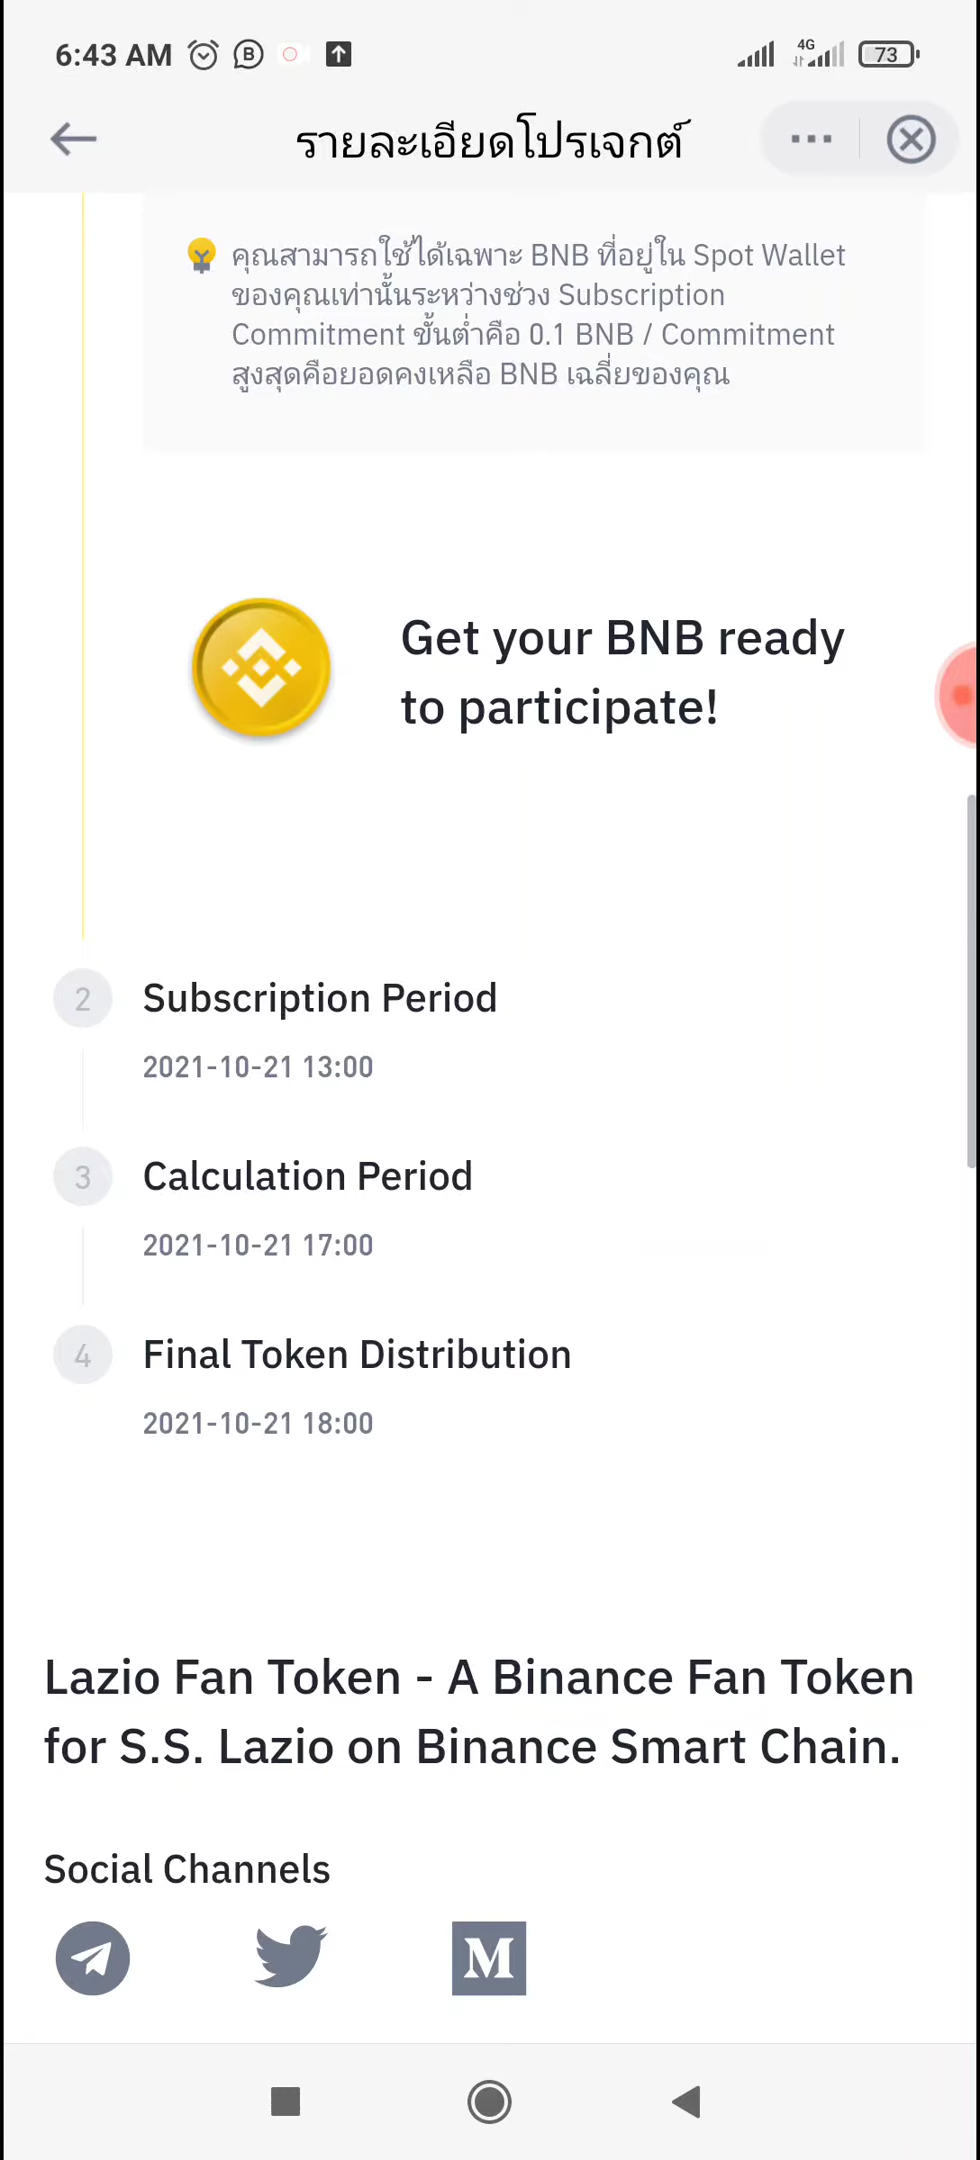 6:43 AM
4G
73
รายละเอียดโปรเจกต์
คุณสามารถใช้ได้เฉพาะ BNB ที่อยู่ใน Spot Wallet
ของคุณเท่านั้นระหว่างช่วง Subscription
Commitment ขั้นต่ำคือ 0.1 BNB / Commitment
สูงสุดคือยอดคงเหลือ BNB เฉลี่ยของคุณ
Get your BNB ready
to participate!
2 Subscription Period
2021-10-21 13:00
3 Calculation Period
2021-10-21 17:00
4 Final Token Distribution
2021-10-21 18:00
Lazio Fan Token - A Binance Fan Token
for S.S. Lazio on Binance Smart Chain.
Social Channels